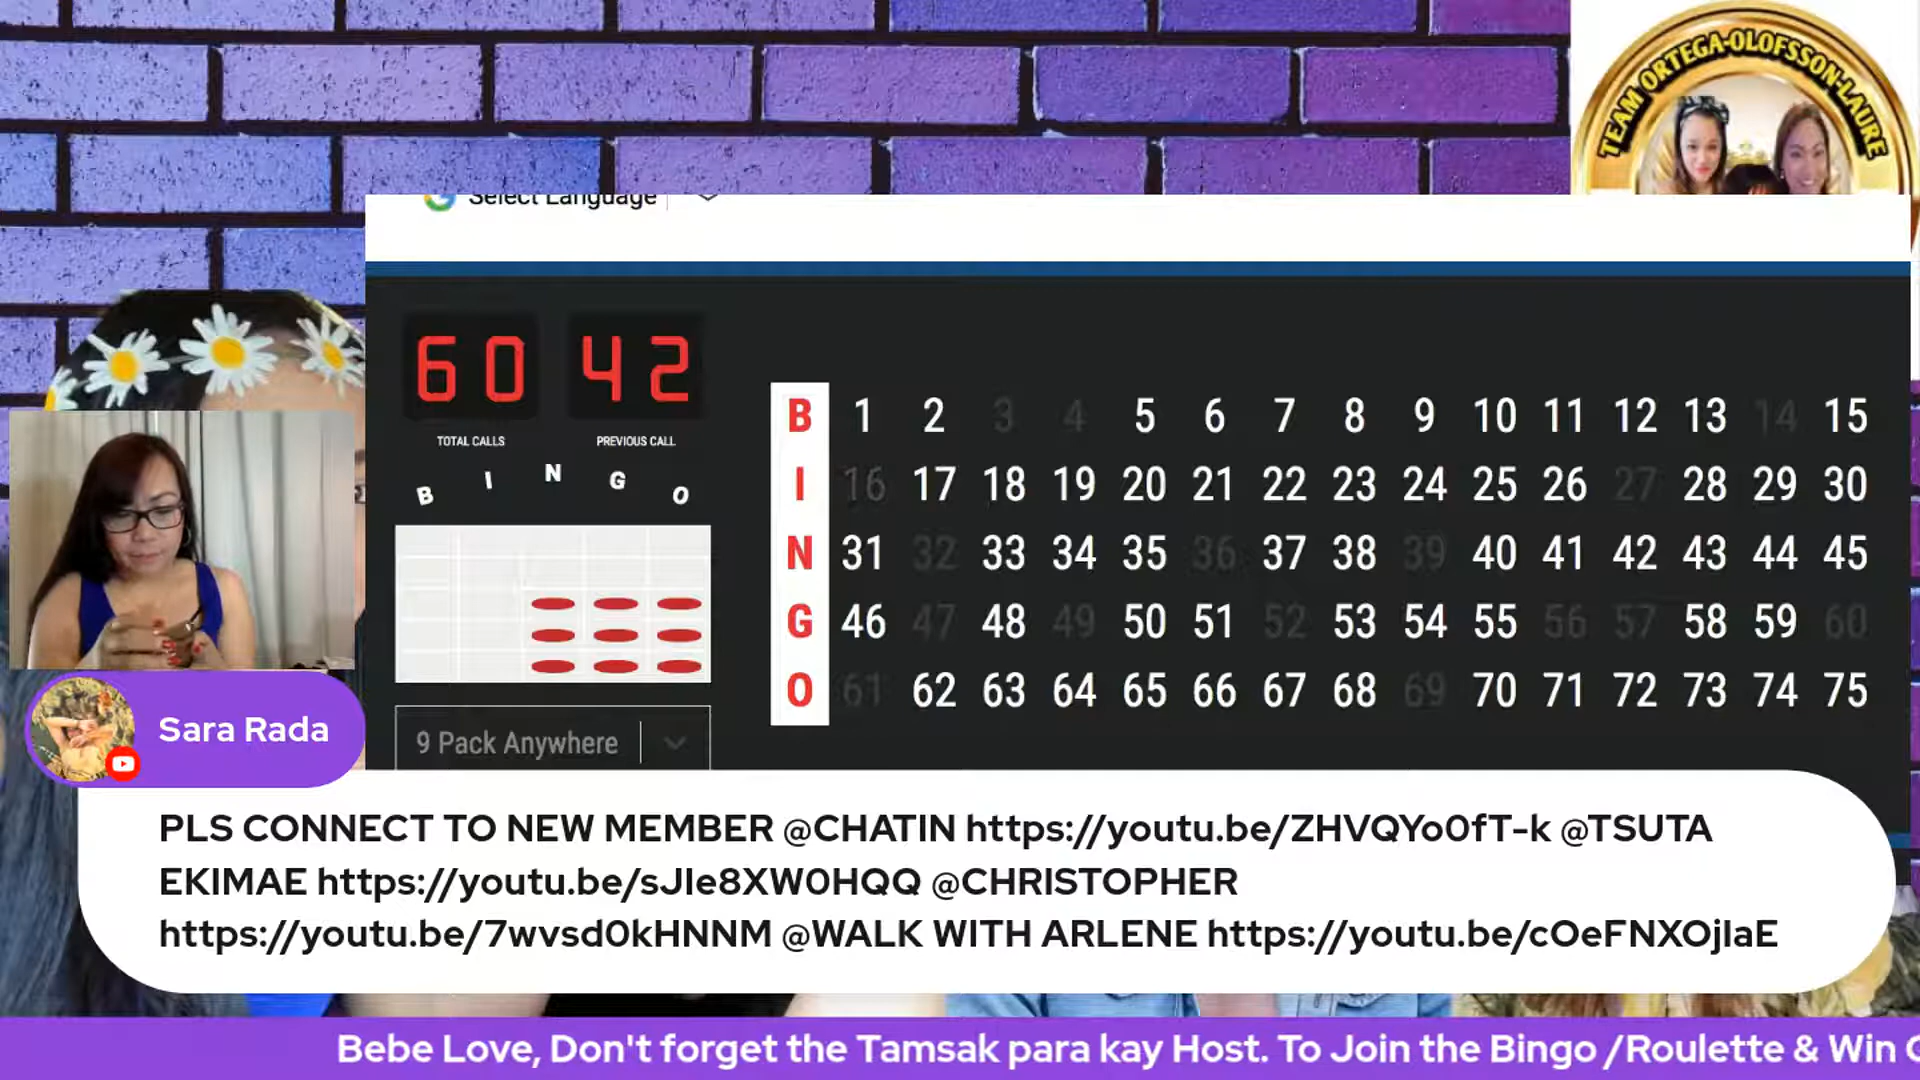 TEAM ORTEGA-OLOFSSON-LAURE
Select Language
60 42
TOTAL CALLS PREVIOUS CALL
B I N G O
B 1 2 3 4 5 6 7 8 9 10 11 12 13 14 15
I 16 17 18 19 20 21 22 23 24 25 26 27 28 29 30
N 31 32 33 34 35 36 37 38 39 40 41 42 43 44 45
G 46 47 48 49 50 51 52 53 54 55 56 57 58 59 60
O 61 62 63 64 65 66 67 68 69 70 71 72 73 74 75
9 Pack Anywhere
Sara Rada
PLS CONNECT TO NEW MEMBER @CHATIN https://youtu.be/ZHVQYo0fT-k @TSUTA
EKIMAE https://youtu.be/sJIe8XW0HQQ @CHRISTOPHER
https://youtu.be/7wvsd0kHNNM @WALK WITH ARLENE https://youtu.be/cOeFNXOjIaE
Bebe Love, Don't forget the Tamsak para kay Host. To Join the Bingo /Roulette & Win